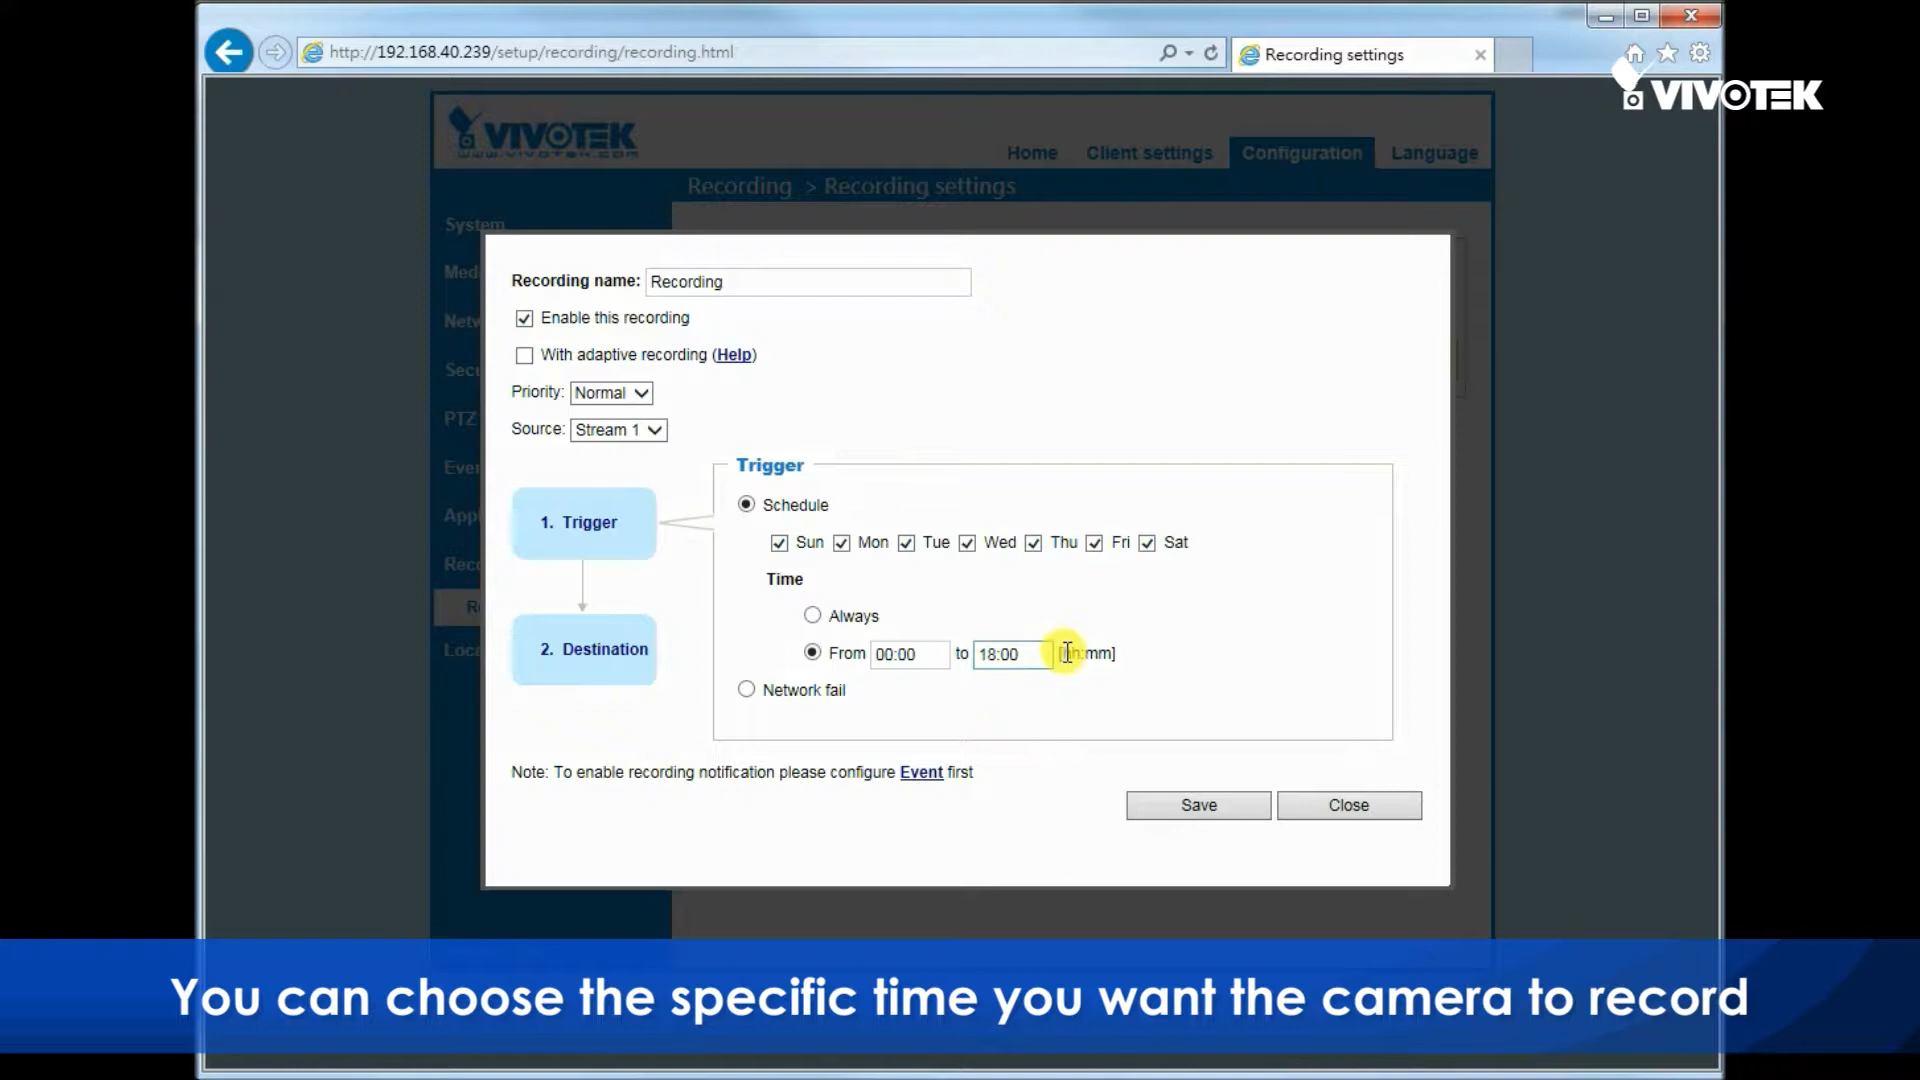 http://192.168.40.239/setup/recording/recording.html
Recording settings
VIVOTEK
VIVOTEK
www.vivotek.com
Home Client settings Configuration Language
Recording > Recording settings
System
Recording name: Recording
Enable this recording
With adaptive recording (Help)
Priority: Normal
Source: Stream 1
Trigger
1. Trigger
Schedule
Sun Mon Tue Wed Thu Fri Sat
Time
Always
2. Destination
From 00:00 to 18:00 [hh:mm]
Network fail
Note: To enable recording notification please configure Event first
Save Close
You can choose the specific time you want the camera to record